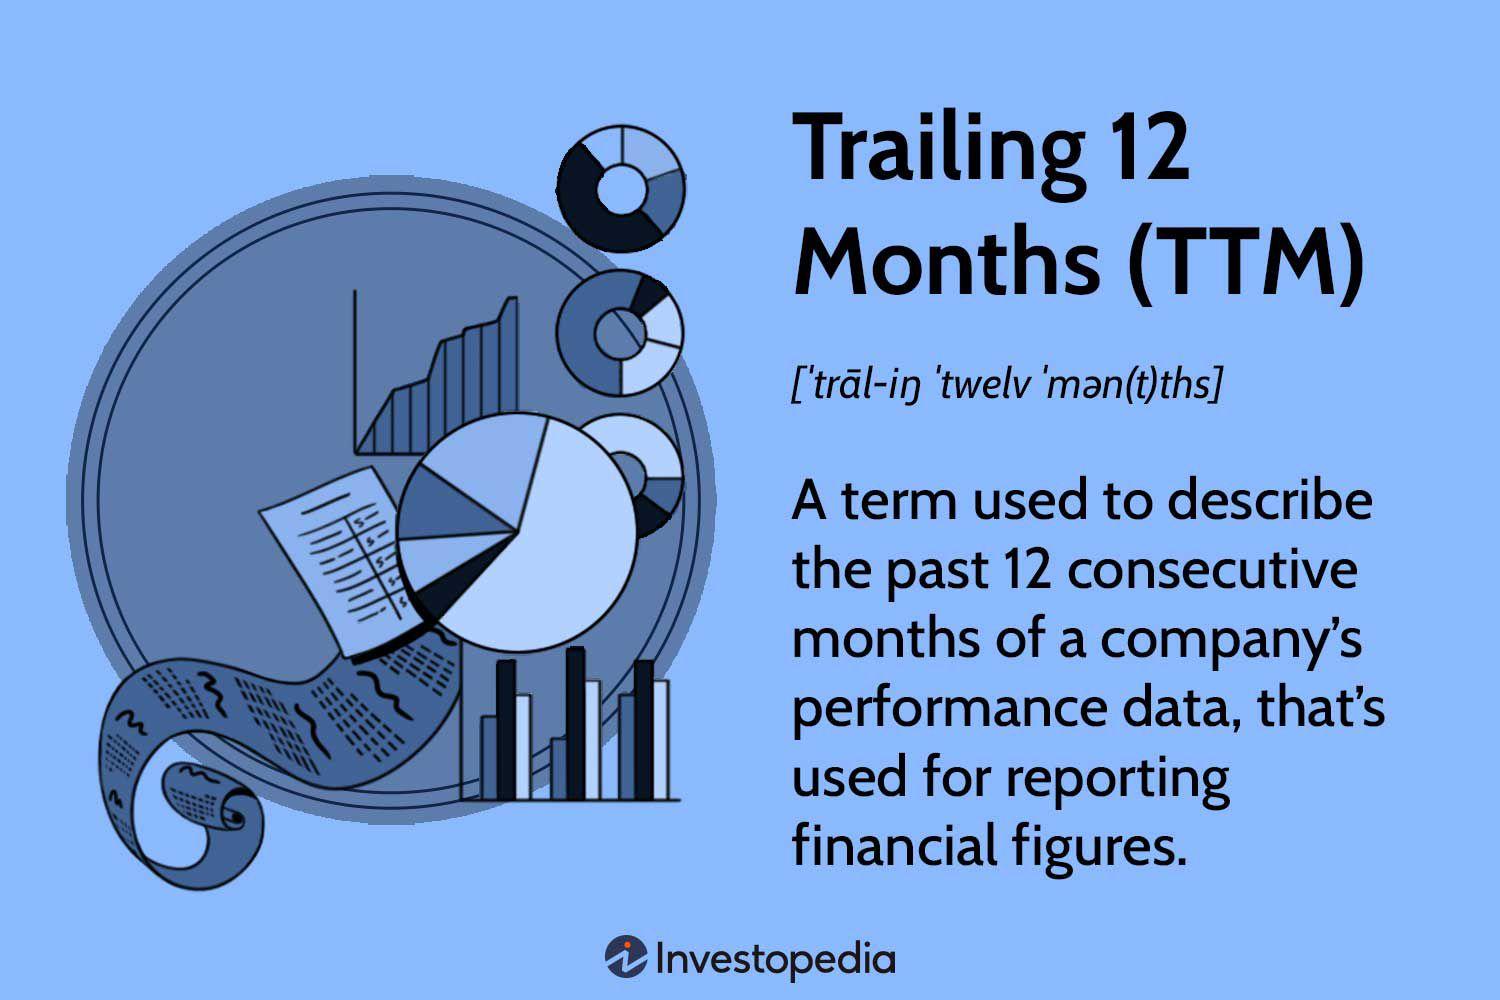 Trailing 12
Months (TTM)
[ˈtrāl-iŋ ˈtwelv ˈmən(t)ths]
A term used to describe
the past 12 consecutive
months of a company’s
performance data, that’s
used for reporting
financial figures.
Investopedia